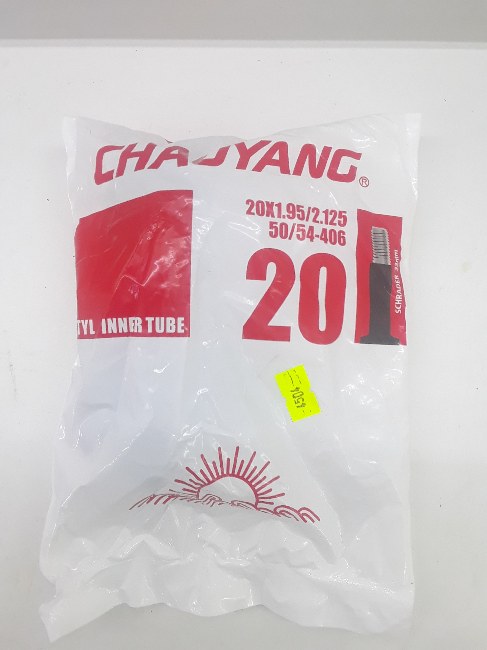 CHAOYANG®
20X1.95/2.125
50/54-406
20
TYL INNER TUBE
SCHRADER